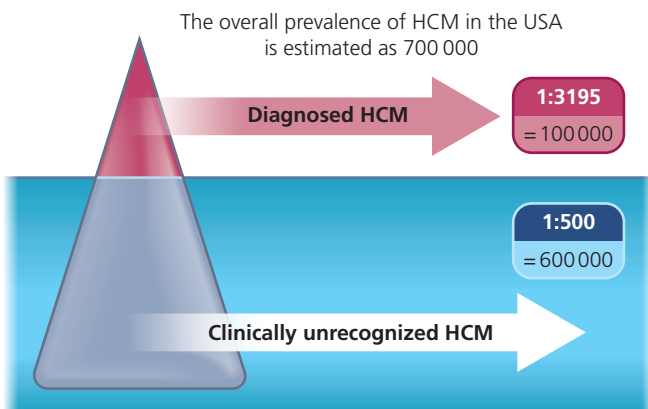 The overall prevalence of HCM in the USA
is estimated as 700 000
Diagnosed HCM
1:3195
= 100 000
1:500
= 600 000
Clinically unrecognized HCM